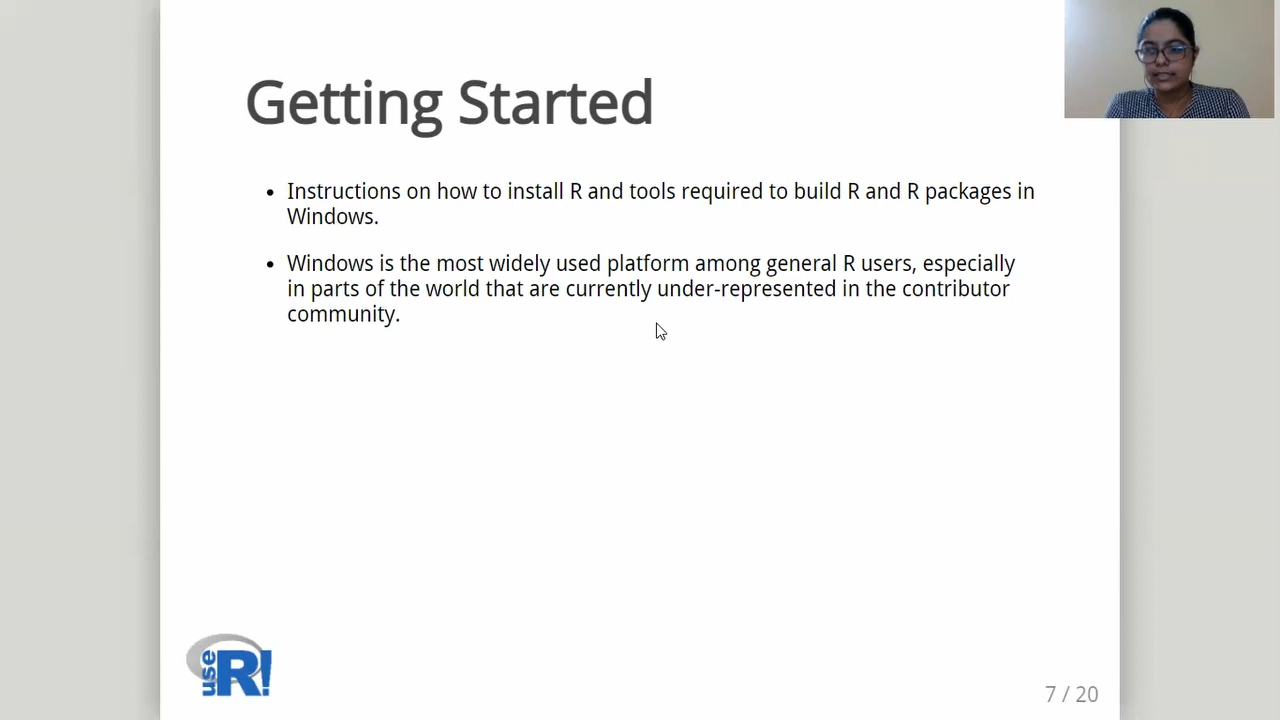 Getting Started
• Instructions on how to install R and tools required to build R and R packages in
Windows.
• Windows is the most widely used platform among general R users, especially
in parts of the world that are currently under-represented in the contributor
community.
use R!
7 / 20